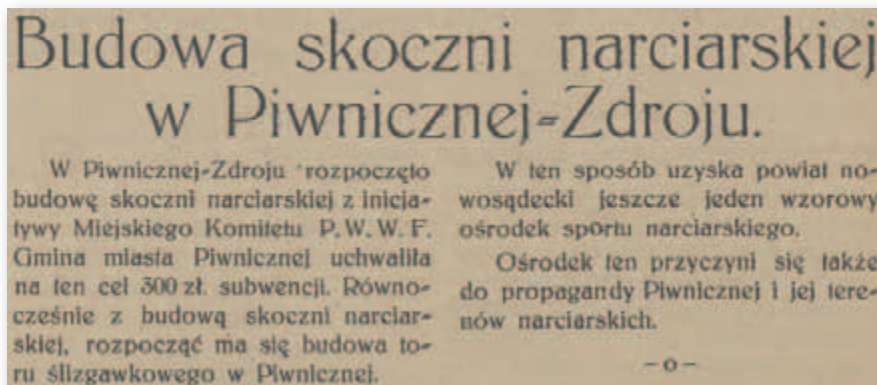 Budowa skoczni narciarskiej
w Piwnicznej-Zdroju.
W Piwnicznej-Zdroju rozpoczęto
budowę skoczni narciarskiej z inicja-
tywy Miejskiego Komitetu P. W. W. F.
Gmina miasta Piwnicznej uchwaliła
na ten cel 300 zł. subwencji. Równo-
cześnie z budową skoczni narciar-
skiej, rozpocząć ma się budowa to-
ru ślizgawkowego w Piwnicznej.
W ten sposób uzyska powiat no-
wosądecki jeszcze jeden wzorowy
ośrodek sportu narciarskiego.
Ośrodek ten przyczyni się także
do propagandy Piwnicznej i jej tere-
nów narciarskich.
—o—